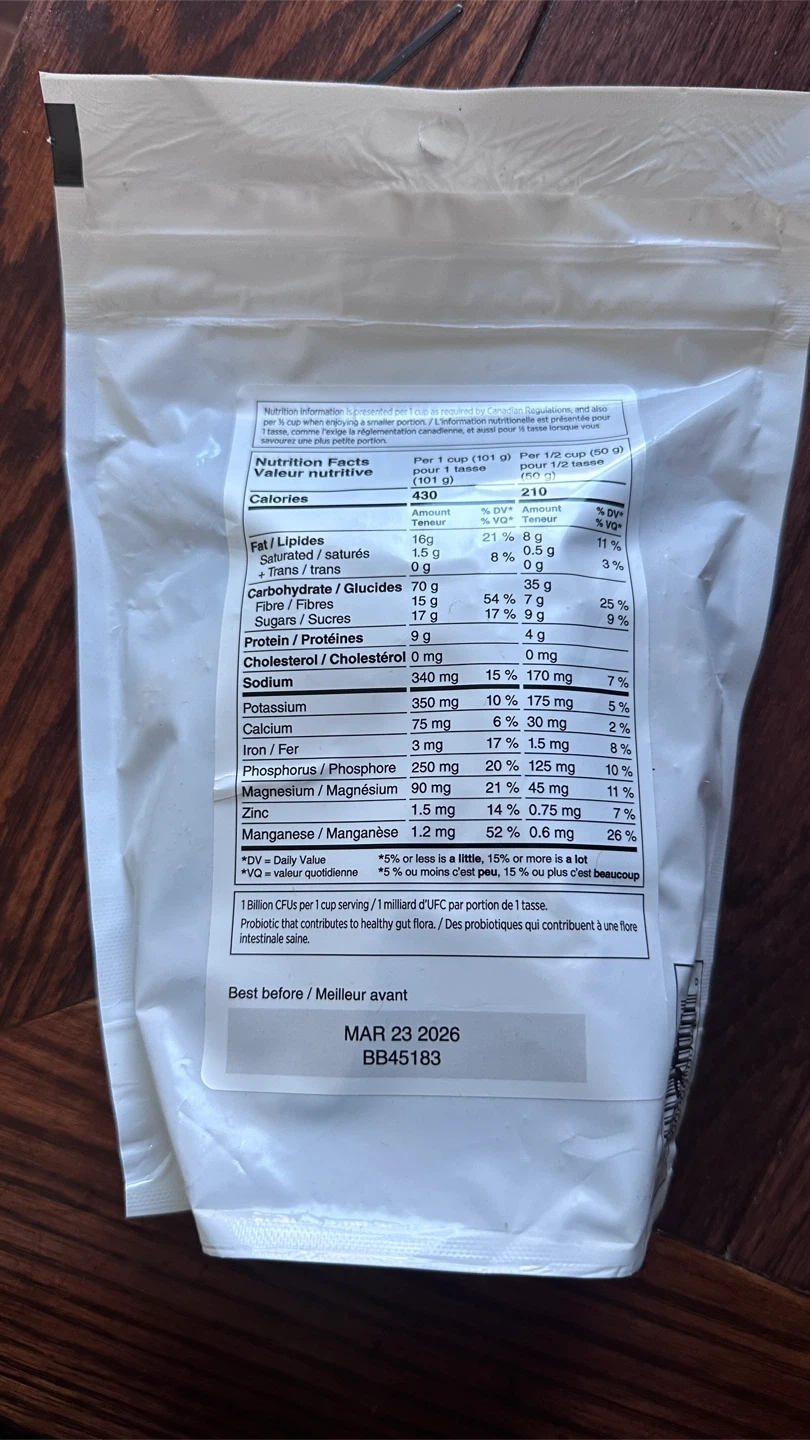 Nutrition Information is presented per 1 cup as required by Canadian Regulations, and also
per ½ cup when enjoying a smaller portion. / L'information nutritionelle est présentée pour
1 tasse, comme l'exige la réglementation canadienne, et aussi pour ½ tasse lorsque vous
savourez une plus petite portion.
Nutrition Facts
Valeur nutritive
Per 1 cup (101 g)
pour 1 tasse
(101 g)
Per 1/2 cup (50 g)
pour 1/2 tasse
(50 g)
Calories 430 210
Amount % DV* Amount % DV*
Teneur % VQ* Teneur % VQ*
Fat / Lipides 16g 21 % 8 g 11 %
Saturated / saturés 1.5 g 8 % 0.5 g 3 %
+ Trans / trans 0 g 0 g
Carbohydrate / Glucides 70 g 35 g
Fibre / Fibres 15 g 54 % 7 g 25 %
Sugars / Sucres 17 g 17 % 9 g 9 %
Protein / Protéines 9 g 4 g
Cholesterol / Cholestérol 0 mg 0 mg
Sodium 340 mg 15 % 170 mg 7 %
Potassium 350 mg 10 % 175 mg 5 %
Calcium 75 mg 6 % 30 mg 2 %
Iron / Fer 3 mg 17 % 1.5 mg 8 %
Phosphorus / Phosphore 250 mg 20 % 125 mg 10 %
Magnesium / Magnésium 90 mg 21 % 45 mg 11 %
Zinc 1.5 mg 14 % 0.75 mg 7 %
Manganese / Manganèse 1.2 mg 52 % 0.6 mg 26 %
*DV = Daily Value *5% or less is a little, 15% or more is a lot
*VQ = valeur quotidienne *5 % ou moins c'est peu, 15 % ou plus c'est beaucoup
1 Billion CFUs per 1 cup serving / 1 milliard d'UFC par portion de 1 tasse.
Probiotic that contributes to healthy gut flora. / Des probiotiques qui contribuent à une flore
intestinale saine.
Best before / Meilleur avant
MAR 23 2026
BB45183